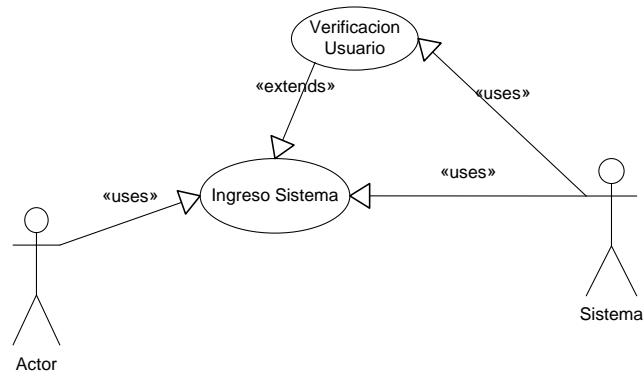 Verificacion
Usuario
«extends»
«uses»
«uses»
«uses»
Ingreso Sistema
Sistema
Actor